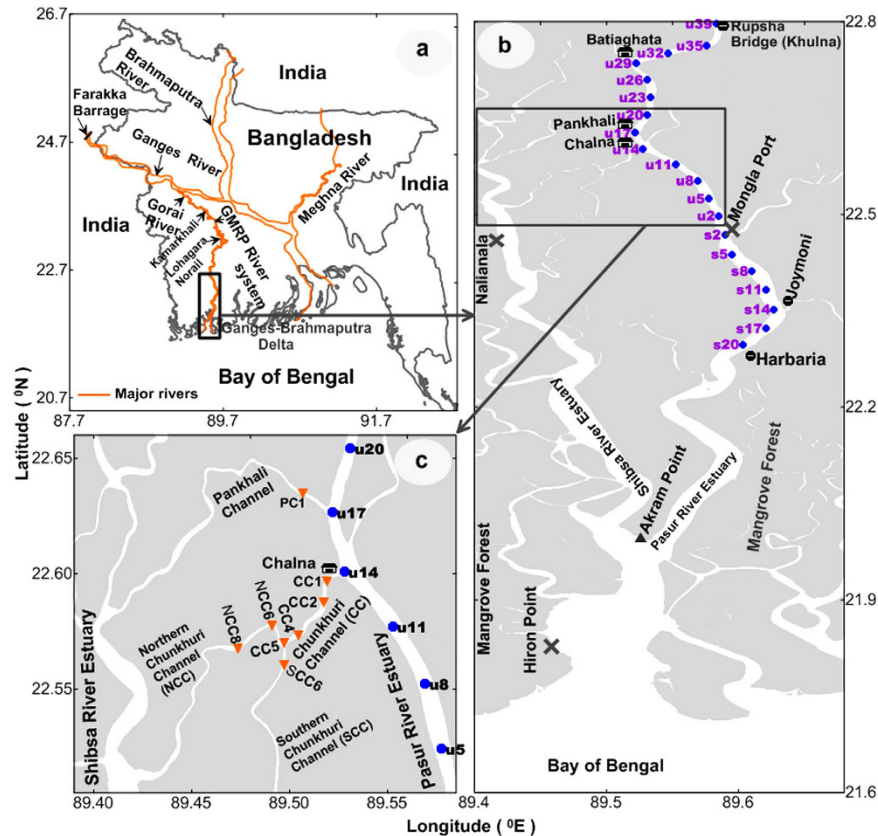 26.7
24.7
22.7
20.7
87.7
89.7
91.7
a
India
India
India
Bangladesh
Brahmaputra
River
Farakka
Barrage
Ganges River
Gorai
River
Kamarkhali
Lohagara
Norail
GMRP River
system
Meghna River
Ganges-Brahmaputra
Delta
Bay of Bengal
Major rivers
Latitude ( ⁰N)
b
22.8
22.5
22.2
21.9
21.6
89.4
89.5
89.6
u39
Rupsha
Bridge (Khulna)
Batiaghata
u35
u32
u29
u26
u23
u20
Pankhali
u17
Chalna
u14
u11
u8
u5
u2
Mongla Port
s2
s5
s8
s11
Joymoni
s14
s17
s20
Harbaria
Nalianala
Shibsa River Estuary
Akram Point
Pasur River Estuary
Mangrove Forest
Mangrove Forest
Hiron Point
Bay of Bengal
c
22.65
22.60
22.55
89.40
89.45
89.50
89.55
u20
Pankhali
Channel
PC1
u17
Chalna
u14
CC1
CC2
NCC6
CC4
NCC8
CC5
SCC6
Chunkhuri
Channel (CC)
u11
u8
u5
Northern
Chunkhuri
Channel
(NCC)
Southern
Chunkhuri
Channel (SCC)
Shibsa River Estuary
Pasur River Estuary
Longitude ( ⁰E)